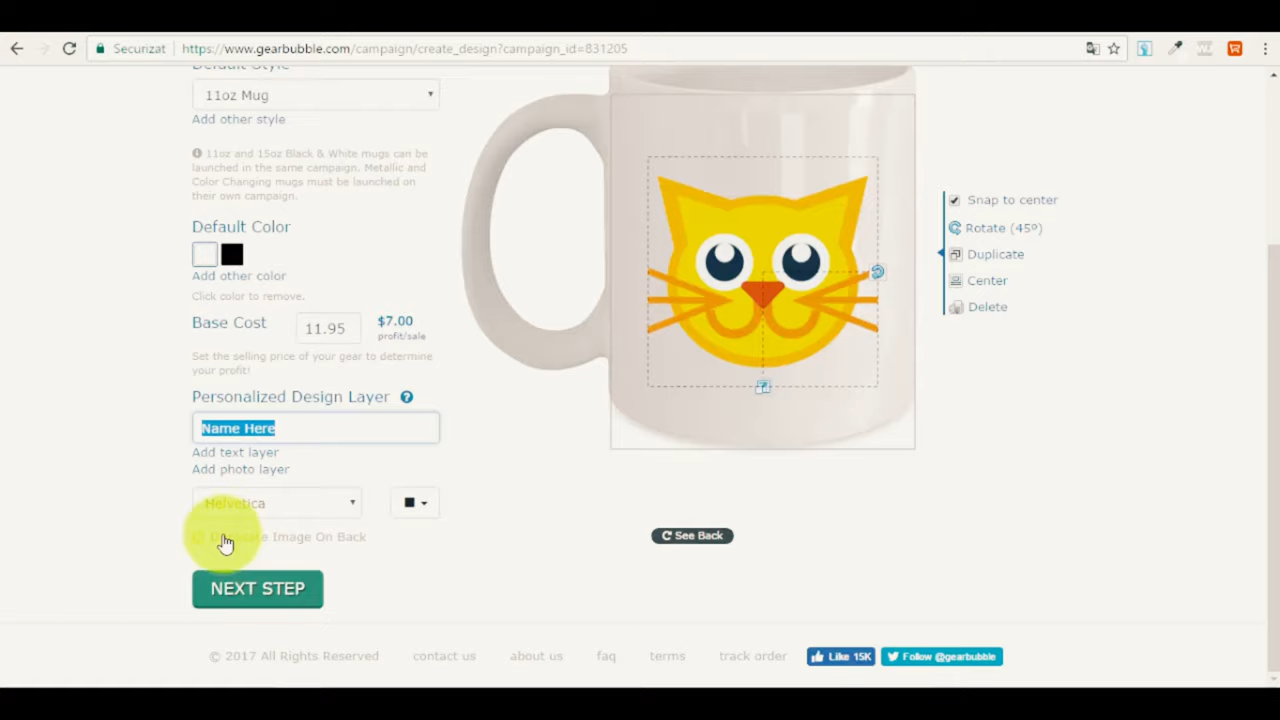 Securizat
https://www.gearbubble.com/campaign/create_design?campaign_id=831205
Default Style
11oz Mug
Add other style
11oz and 15oz Black & White mugs can be
launched in the same campaign. Metallic and
Color Changing mugs must be launched on
their own campaign.
Default Color
Add other color
Click color to remove.
Base Cost
11.95
$7.00
profit/sale
Set the selling price of your gear to determine
your profit!
Personalized Design Layer
Name Here
Add text layer
Add photo layer
Helvetica
Image On Back
NEXT STEP
Snap to center
Rotate (45º)
Duplicate
Center
Delete
See Back
© 2017 All Rights Reserved
contact us
about us
faq
terms
track order
Like 15K
Follow @gearbubble